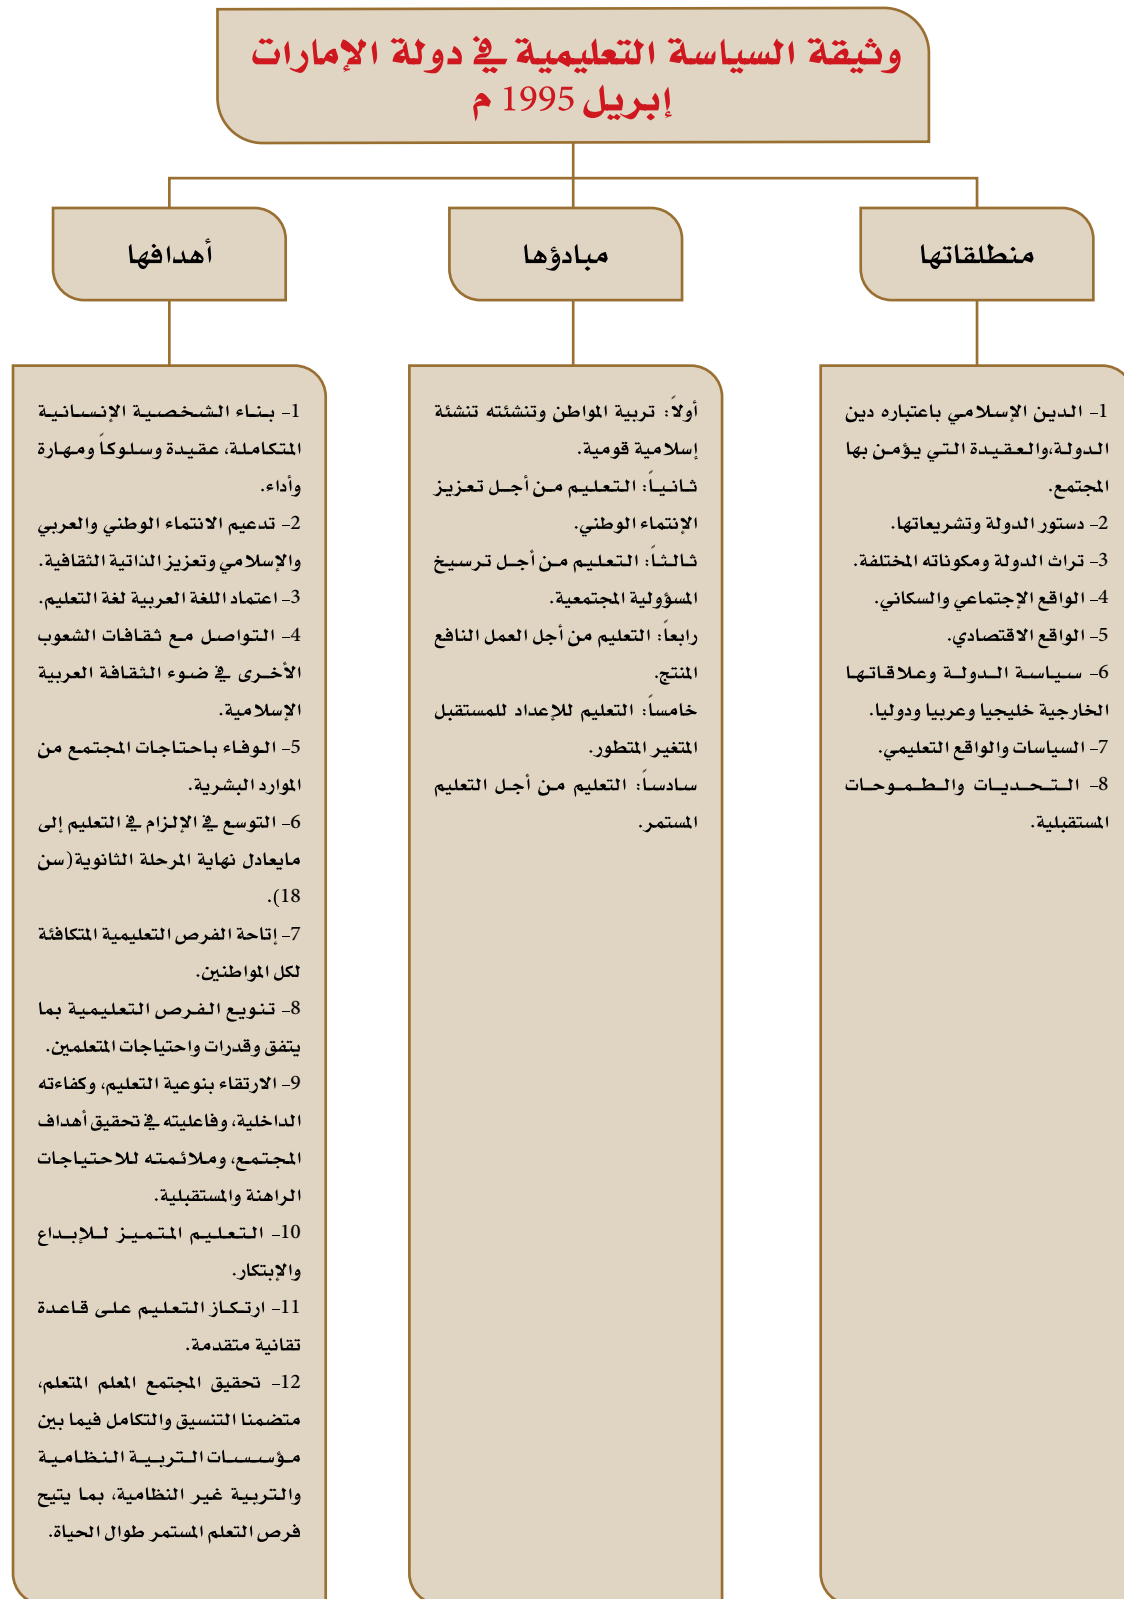 وثيقة السياسة التعليمية في دولة الإمارات
إبريل 1995 م
منطلقاتها
1- الدين الإسلامي باعتباره دين
الدولة،والعقيدة التي يؤمن بها
المجتمع.
2- دستور الدولة وتشريعاتها.
3- تراث الدولة ومكوناته المختلفة.
4- الواقع الإجتماعي والسكاني.
5- الواقع الاقتصادي.
6- سياسة الدولة وعلاقاتها
الخارجية خليجيا وعربيا ودوليا.
7- السياسات والواقع التعليمي.
8- التحديات والطموحات
المستقبلية.
مبادؤها
أولاً: تربية المواطن وتنشئته تنشئة
إسلامية قومية.
ثانياً: التعليم من أجل تعزيز
الإنتماء الوطني.
ثالثاً: التعليم من أجل ترسيخ
المسؤولية المجتمعية.
رابعاً: التعليم من أجل العمل النافع
المنتج.
خامساً: التعليم للإعداد للمستقبل
المتغير المتطور.
سادساً: التعليم من أجل التعليم
المستمر.
أهدافها
1- بناء الشخصية الإنسانية
المتكاملة، عقيدة وسلوكاً ومهارة
وأداء.
2- تدعيم الانتماء الوطني والعربي
والإسلامي وتعزيز الذاتية الثقافية.
3- اعتماد اللغة العربية لغة التعليم.
4- التواصل مع ثقافات الشعوب
الأخرى في ضوء الثقافة العربية
الإسلامية.
5- الوفاء باحتاجات المجتمع من
الموارد البشرية.
6- التوسع في الإلزام في التعليم إلى
مايعادل نهاية المرحلة الثانوية(سن
18).
7- إتاحة الفرص التعليمية المتكافئة
لكل المواطنين.
8- تنويع الفرص التعليمية بما
يتفق وقدرات واحتياجات المتعلمين.
9- الارتقاء بنوعية التعليم، وكفاءته
الداخلية، وفاعليته في تحقيق أهداف
المجتمع، وملائمته للاحتياجات
الراهنة والمستقبلية.
10- التعليم المتميز للإبداع
والإبتكار.
11- ارتكاز التعليم على قاعدة
تقانية متقدمة.
12- تحقيق المجتمع المعلم المتعلم،
متضمنا التنسيق والتكامل فيما بين
مؤسسات التربية النظامية
والتربية غير النظامية، بما يتيح
فرص التعلم المستمر طوال الحياة.